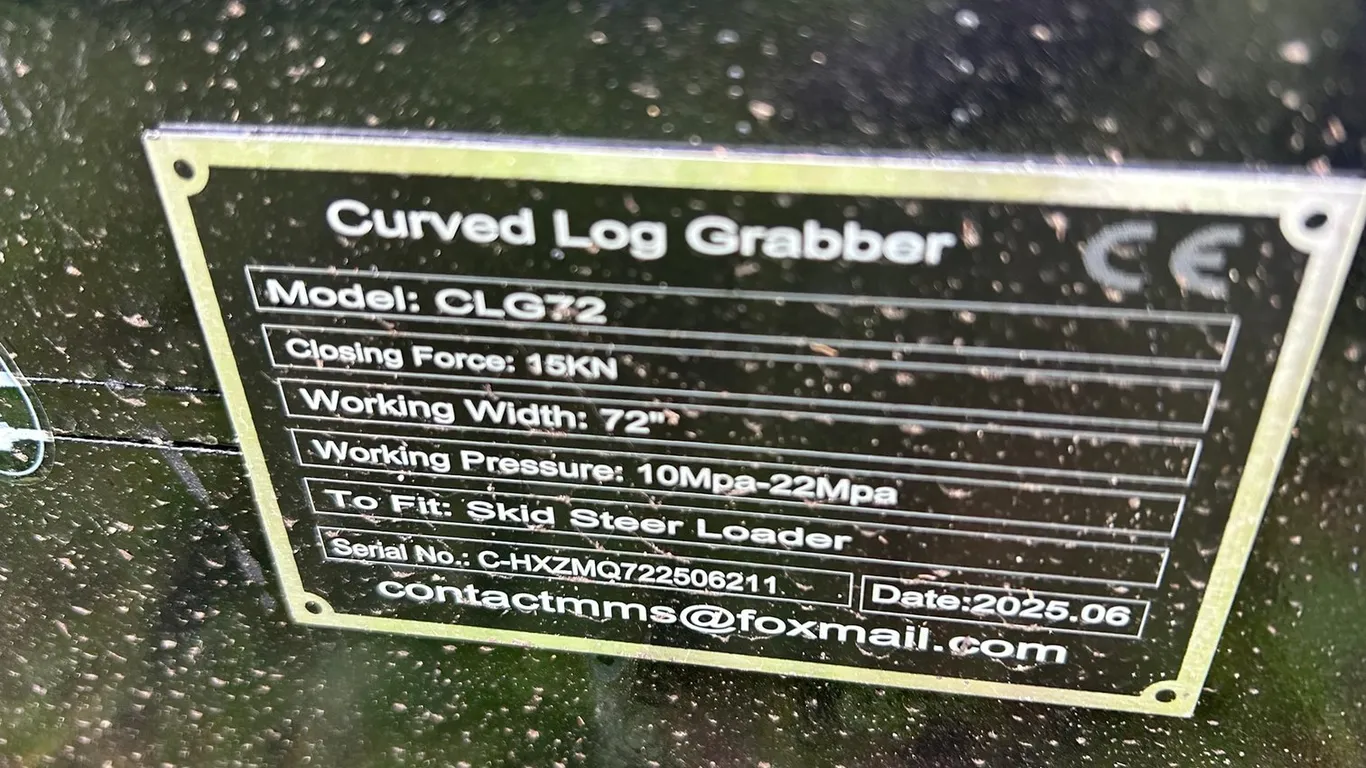 Curved Log Grabber CE
Model: CLG72
Closing Force: 15KN
Working Width: 72"
Working Pressure: 10Mpa-22Mpa
To Fit: Skid Steer Loader
Serial No.: C-HXZMQ722506211 Date:2025.06
contactmms@foxmail.com